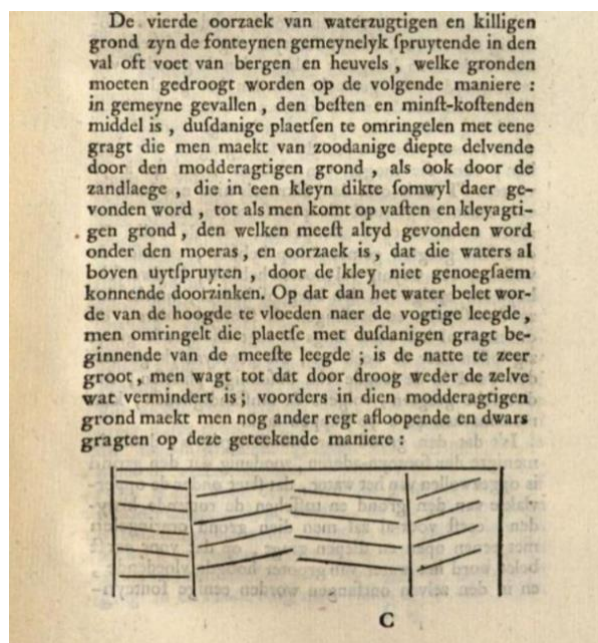 De vierde oorzaek van waterzugtigen en killigen
grond zyn de fonteynen gemeynelyk ſpruytende in den
val oft voet van bergen en heuvels , welke gronden
moeten gedroogt worden op de volgende maniere :
in gemeyne gevallen , den beſten en minſt-koſtenden
middel is , duſdanige plaetſen te omringelen met eene
gragt die men maekt van zoodanige diepte delvende
door den modderagtigen grond , als ook door de
zandlaege , die in een kleyn dikte ſomwyl daer ge-
vonden word , tot als men komt op vaſten en kleyagti-
gen grond , den welken meeſt altyd gevonden word
onder den moeras , en oorzaek is , dat die waters al
boven uytſpruyten , door de kley niet genoegſaem
konnende doorzinken. Op dat dan het water belet wor-
de van de hoogde te vloeden naer de vogtige leegde ,
men omringelt die plaetſe met duſdanigen gragt be-
ginnende van de meeſte leegde ; is de natte te zeer
groot , men wagt tot dat door droog weder de zelve
wat vermindert is ; voorders in dien modderagtigen
grond maekt men nog ander regt afloopende en dwars
gragten op deze geteekende maniere :
C